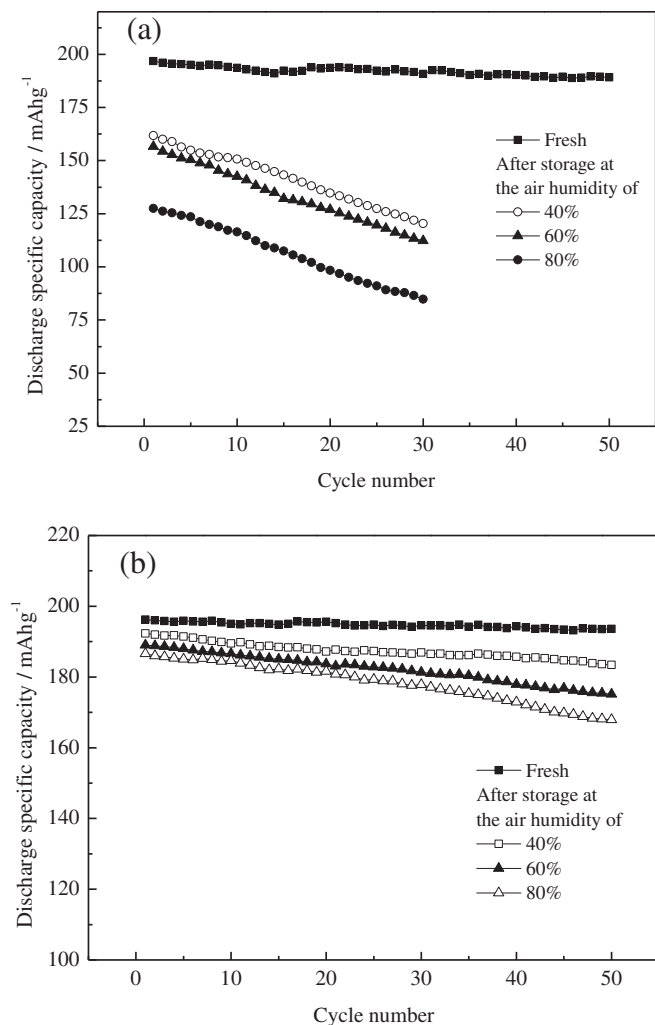 (a)
200
175
150
125
100
75
50
25
Discharge specific capacity / mAhg⁻¹
Fresh
After storage at
the air humidity of
40%
60%
80%
0 10 20 30 40 50
Cycle number
(b)
220
200
180
160
140
120
100
Discharge specific capacity / mAhg⁻¹
Fresh
After storage at
the air humidity of
40%
60%
80%
0 10 20 30 40 50
Cycle number